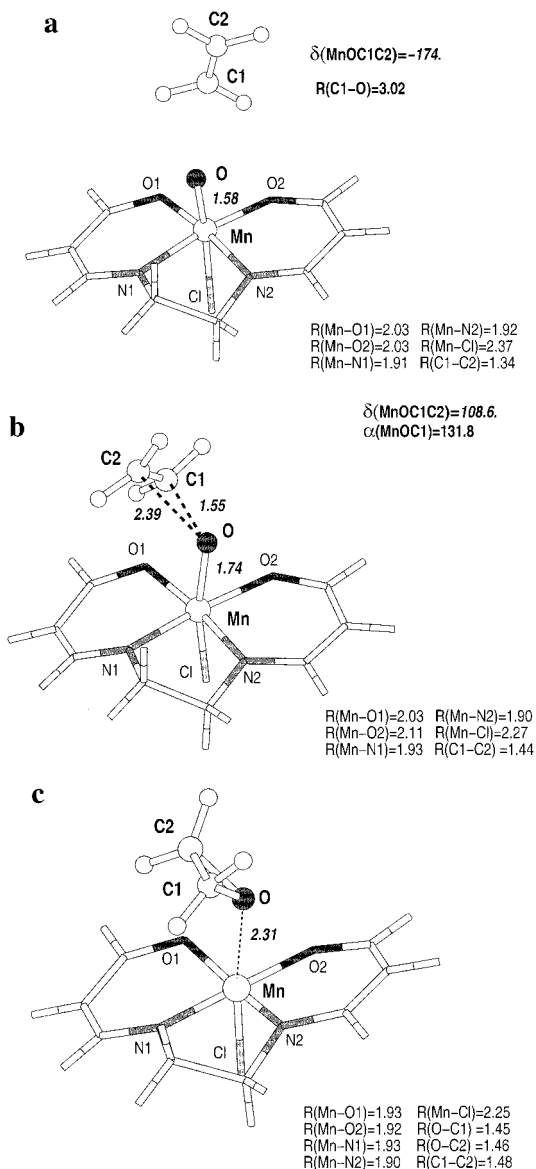 a
C2
δ(MnOC1C2)=-174.
C1
R(C1-O)=3.02
O
O1
O2
1.58
Mn
Cl
N1
N2
R(Mn-O1)=2.03 R(Mn-N2)=1.92
R(Mn-O2)=2.03 R(Mn-Cl)=2.37
R(Mn-N1)=1.91 R(C1-C2)=1.34
δ(MnOC1C2)=108.6.
α(MnOC1)=131.8
b
C2
C1
1.55
2.39
O
O1
O2
1.74
Mn
N1
Cl
N2
R(Mn-O1)=2.03 R(Mn-N2)=1.90
R(Mn-O2)=2.11 R(Mn-Cl)=2.27
R(Mn-N1)=1.93 R(C1-C2)=1.44
c
C2
C1
O
2.31
O1
O2
Mn
N1
Cl
N2
R(Mn-O1)=1.93 R(Mn-Cl)=2.25
R(Mn-O2)=1.92 R(O-C1)=1.45
R(Mn-N1)=1.93 R(O-C2)=1.46
R(Mn-N2)=1.90 R(C1-C2)=1.48